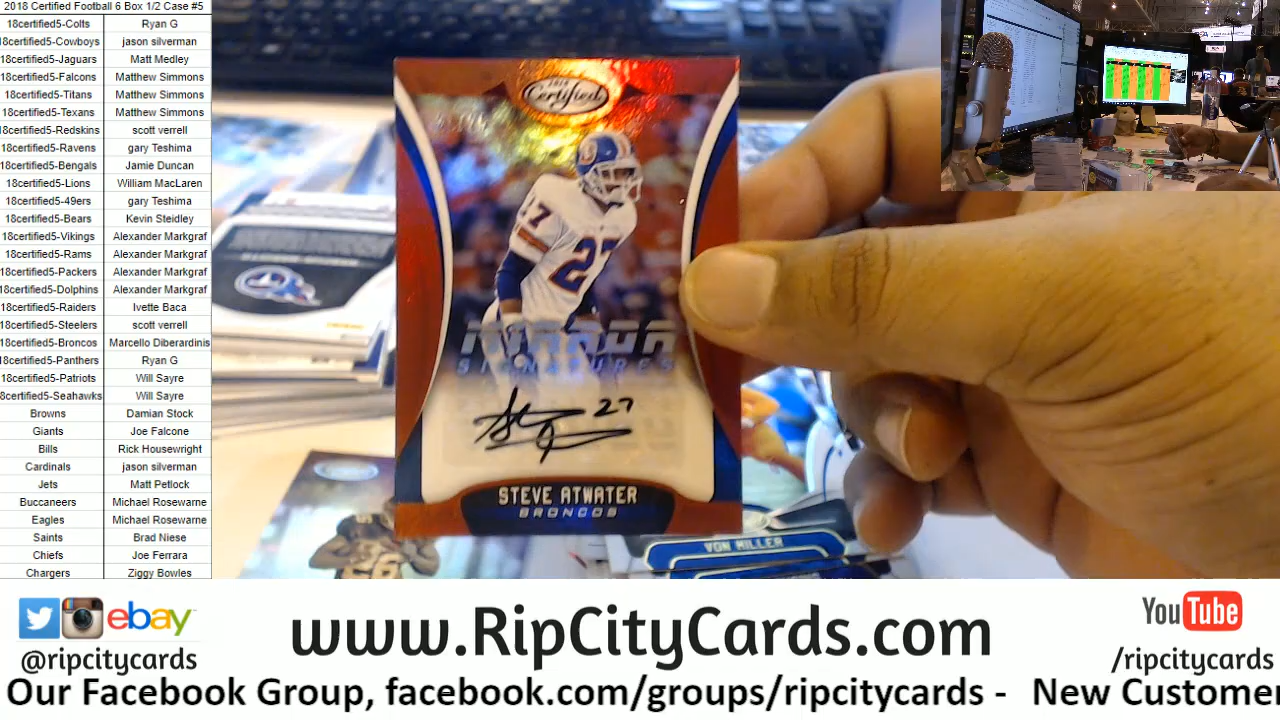 2018 Certified Football 6 Box 1/2 Case #5
18certified5-Colts Ryan G
18certified5-Cowboys jason silverman
18certified5-Jaguars Matt Medley
18certified5-Falcons Matthew Simmons
18certified5-Titans Matthew Simmons
18certified5-Texans Matthew Simmons
18certified5-Redskins scott verrell
18certified5-Ravens gary Teshima
18certified5-Bengals Jamie Duncan
18certified5-Lions William MacLaren
18certified5-49ers gary Teshima
18certified5-Bears Kevin Steidley
18certified5-Vikings Alexander Markgraf
18certified5-Rams Alexander Markgraf
18certified5-Packers Alexander Markgraf
18certified5-Dolphins Alexander Markgraf
18certified5-Raiders Ivette Baca
18certified5-Steelers scott verrell
18certified5-Broncos Marcello Diberardinis
18certified5-Panthers Ryan G
18certified5-Patriots Will Sayre
18certified5-Seahawks Will Sayre
Browns Damian Stock
Giants Joe Falcone
Bills Rick Housewright
Cardinals jason silverman
Jets Matt Petlock
Buccaneers Michael Rosewarne
Eagles Michael Rosewarne
Saints Brad Niese
Chiefs Joe Ferrara
Chargers Ziggy Bowles
Certified
27
27
MIRROR
SIGNATURES
27
STEVE ATWATER
BRONCOS
VON MILLER
ebay
@ripcitycards
www.RipCityCards.com
YouTube
/ripcitycards
Our Facebook Group, facebook.com/groups/ripcitycards - New Customer